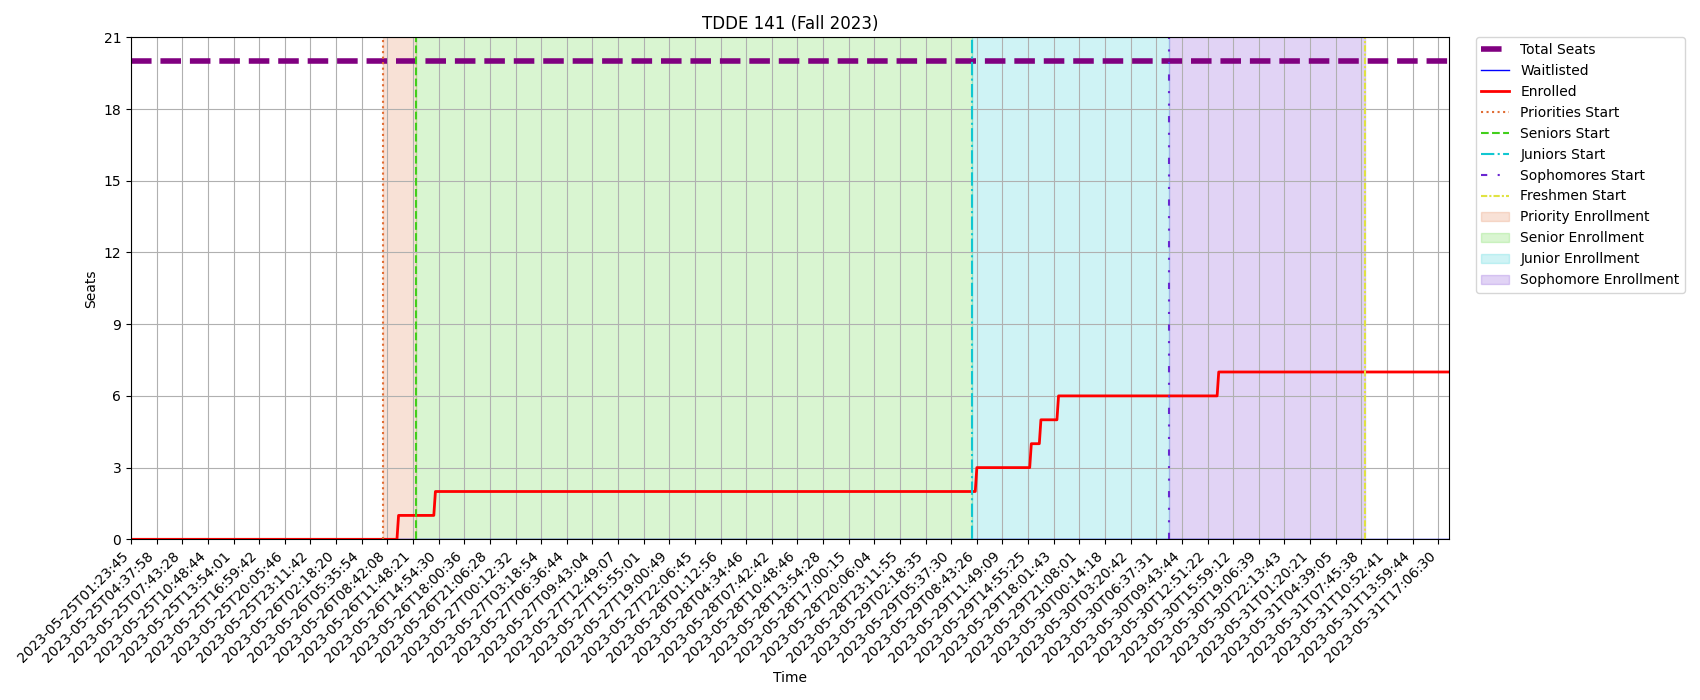 TDDE 141 (Fall 2023)
21
18
15
12
9
6
3
0
Seats
2023-05-25T01:23:45
2023-05-25T04:37:58
2023-05-25T07:43:28
2023-05-25T10:48:44
2023-05-25T13:54:01
2023-05-25T16:59:42
2023-05-25T20:05:46
2023-05-25T23:11:42
2023-05-26T02:18:20
2023-05-26T05:35:54
2023-05-26T08:42:08
2023-05-26T11:48:21
2023-05-26T14:54:30
2023-05-26T18:00:36
2023-05-26T21:06:28
2023-05-27T00:12:32
2023-05-27T03:18:54
2023-05-27T06:36:44
2023-05-27T09:43:04
2023-05-27T12:49:07
2023-05-27T15:55:01
2023-05-27T19:00:49
2023-05-27T22:06:45
2023-05-28T01:12:56
2023-05-28T04:34:46
2023-05-28T07:42:42
2023-05-28T10:48:46
2023-05-28T13:54:28
2023-05-28T17:00:15
2023-05-28T20:06:04
2023-05-28T23:11:55
2023-05-29T02:18:35
2023-05-29T05:37:30
2023-05-29T08:43:26
2023-05-29T11:49:09
2023-05-29T14:55:25
2023-05-29T18:01:43
2023-05-29T21:08:01
2023-05-30T00:14:18
2023-05-30T03:20:42
2023-05-30T06:37:31
2023-05-30T09:43:44
2023-05-30T12:51:22
2023-05-30T15:59:12
2023-05-30T19:06:39
2023-05-30T22:13:43
2023-05-31T01:20:21
2023-05-31T04:39:05
2023-05-31T07:45:38
2023-05-31T10:52:41
2023-05-31T13:59:44
2023-05-31T17:06:30
Time
Total Seats
Waitlisted
Enrolled
Priorities Start
Seniors Start
Juniors Start
Sophomores Start
Freshmen Start
Priority Enrollment
Senior Enrollment
Junior Enrollment
Sophomore Enrollment